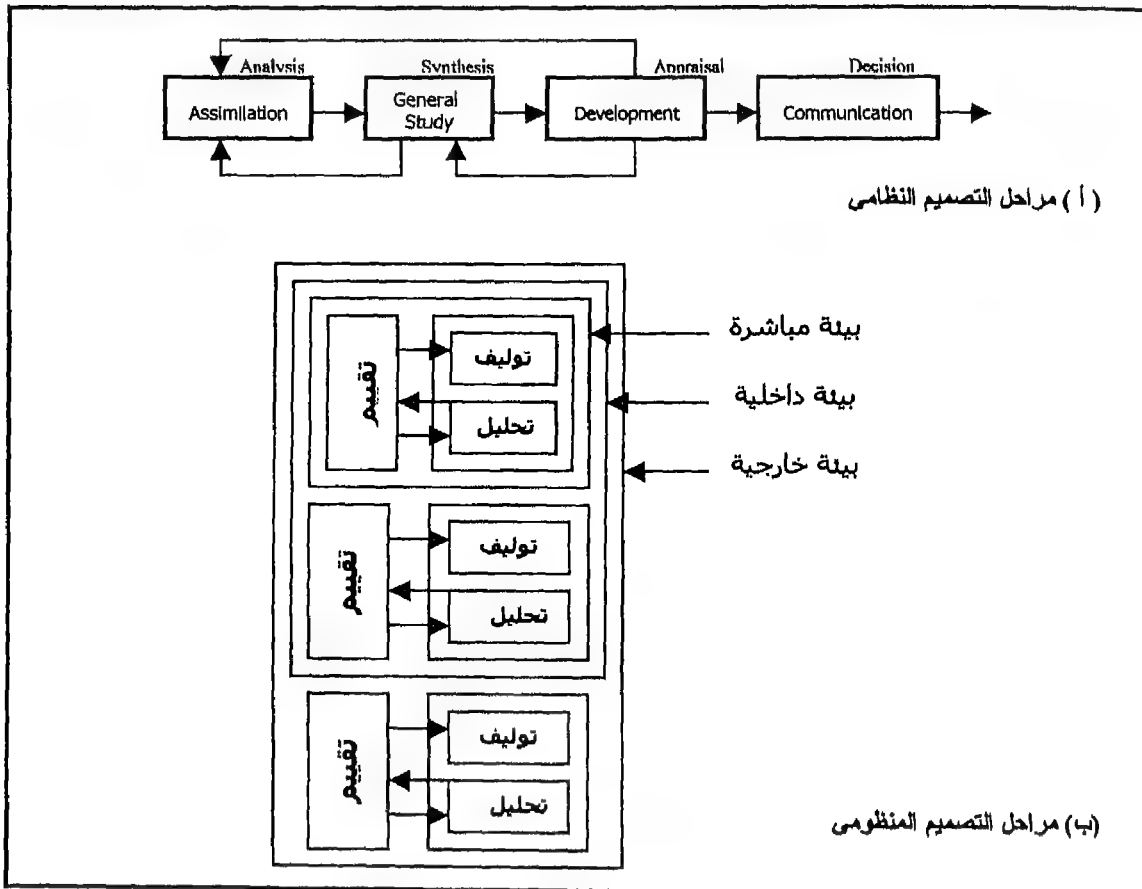 Analysis Synthesis Appraisal Decision
Assimilation General Study Development Communication
( أ ) مراحل التصميم النظامى
بيئة مباشرة
بيئة داخلية
بيئة خارجية
تقييم
توليف
تحليل
تقييم
توليف
تحليل
تقييم
توليف
تحليل
(ب) مراحل التصميم المنظومى